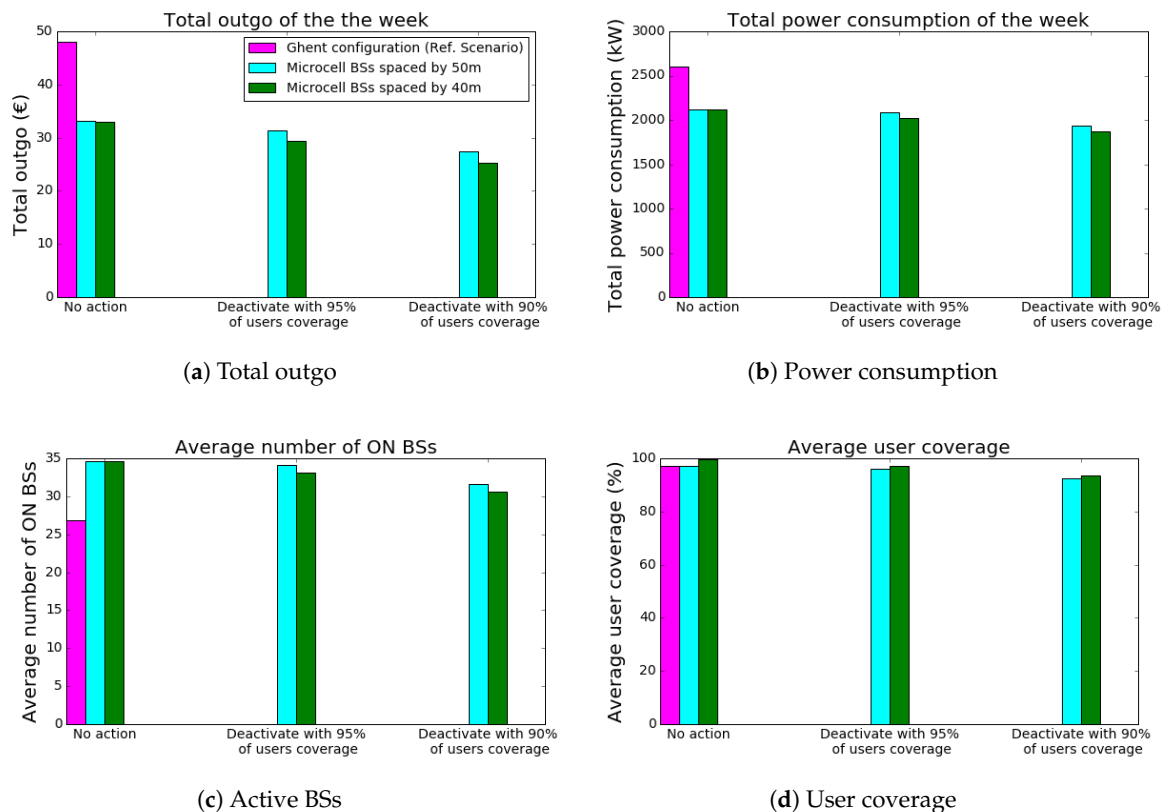 Total outgo of the the week
Total outgo (€)
50
40
30
20
10
0
Ghent configuration (Ref. Scenario)
Microcell BSs spaced by 50m
Microcell BSs spaced by 40m
No action
Deactivate with 95%
of users coverage
Deactivate with 90%
of users coverage
(a) Total outgo
Total power consumption of the week
Total power consumption (kW)
3000
2500
2000
1500
1000
500
0
No action
Deactivate with 95%
of users coverage
Deactivate with 90%
of users coverage
(b) Power consumption
Average number of ON BSs
Average number of ON BSs
35
30
25
20
15
10
5
0
No action
Deactivate with 95%
of users coverage
Deactivate with 90%
of users coverage
(c) Active BSs
Average user coverage
Average user coverage (%)
100
80
60
40
20
0
No action
Deactivate with 95%
of users coverage
Deactivate with 90%
of users coverage
(d) User coverage